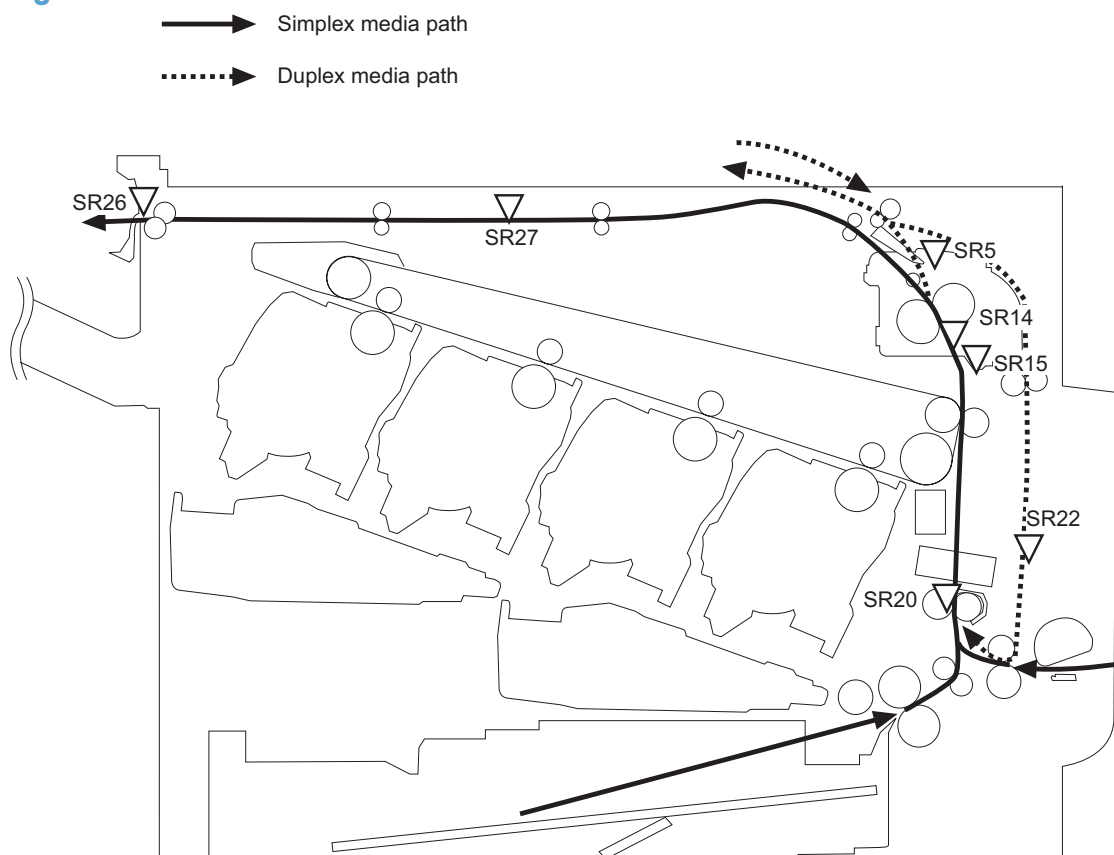 Simplex media path
Duplex media path
SR26
SR27
SR5
SR14
SR15
SR22
SR20